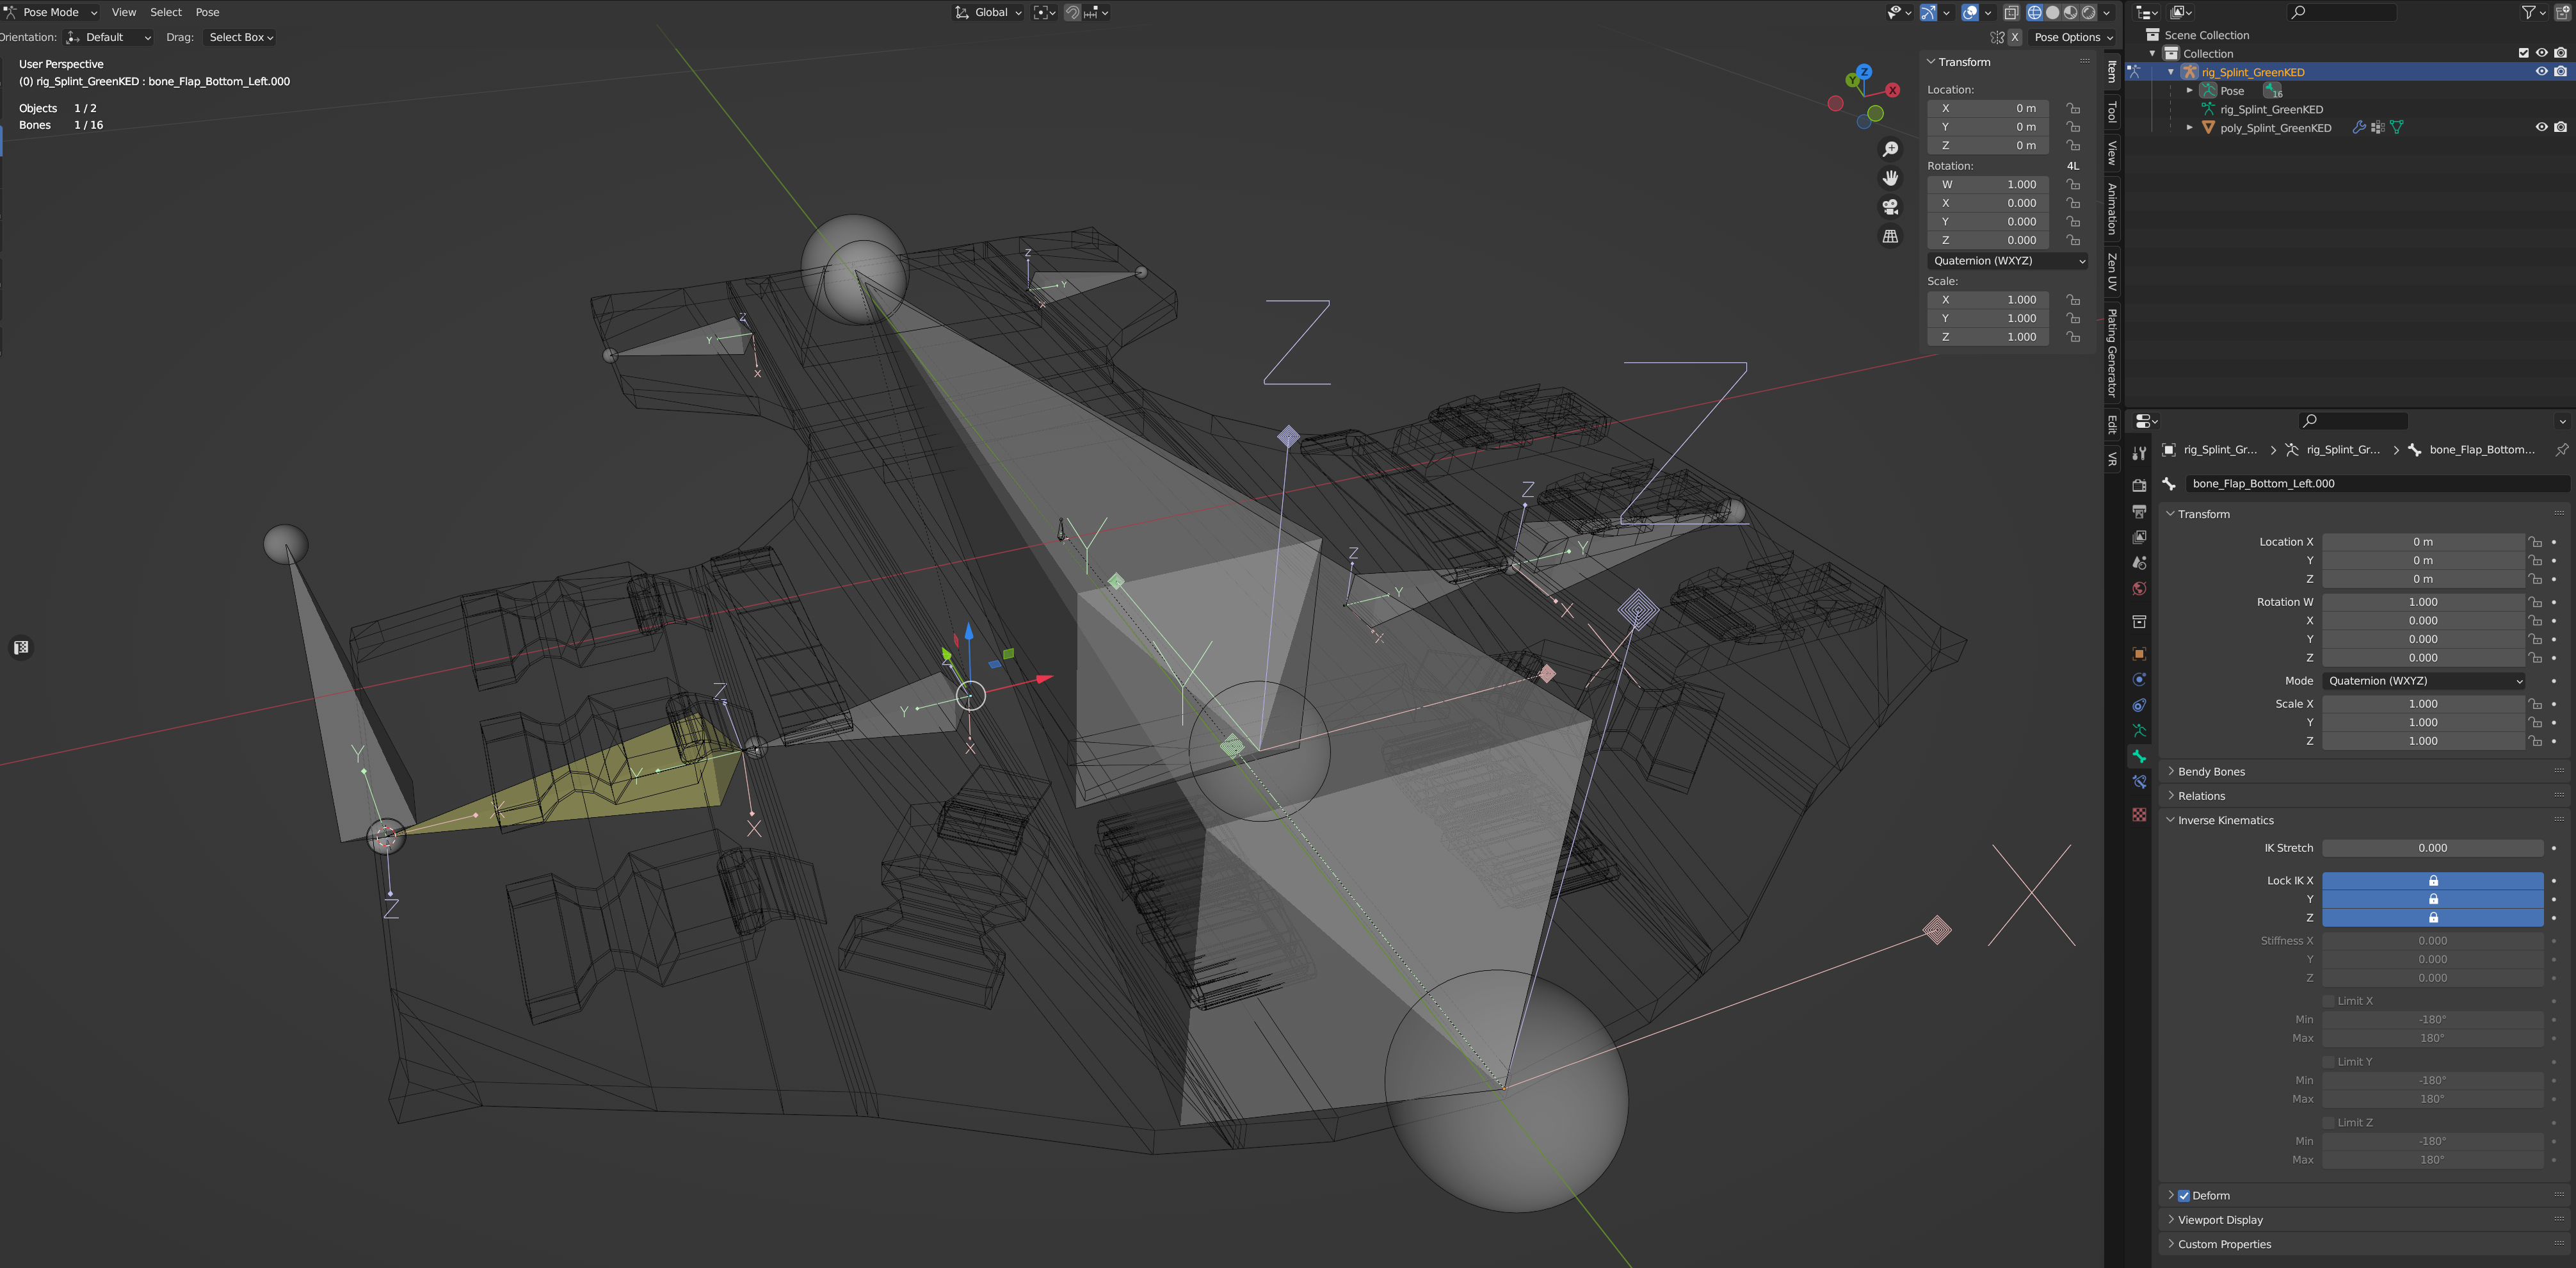 Pose Mode View Select Pose Global
Orientation: Default Drag: Select Box X Pose Options
User Perspective
(0) rig_Splint_GreenKED : bone_Flap_Bottom_Left.000
Objects 1 / 2
Bones 1 / 16
Z
Y
X
Z
Y
X
Z
Y
X
Z
Z
Y
Y
Z
Y
X
Z
Y
X
X
Z
Y
X
Z
Y
X
Y
X
Z
X
Transform
Location:
X 0 m
Y 0 m
Z 0 m
Rotation: 4L
W 1.000
X 0.000
Y 0.000
Z 0.000
Quaternion (WXYZ)
Scale:
X 1.000
Y 1.000
Z 1.000
Item
Tool
View
Animation
Zen UV
Plating Generator
Edit
VR
Scene Collection
Collection
rig_Splint_GreenKED
Pose 16
rig_Splint_GreenKED
poly_Splint_GreenKED
rig_Splint_Gr... rig_Splint_Gr... bone_Flap_Bottom...
bone_Flap_Bottom_Left.000
Transform
Location X 0 m
Y 0 m
Z 0 m
Rotation W 1.000
X 0.000
Y 0.000
Z 0.000
Mode Quaternion (WXYZ)
Scale X 1.000
Y 1.000
Z 1.000
Bendy Bones
Relations
Inverse Kinematics
IK Stretch 0.000
Lock IK X
Y
Z
Stiffness X 0.000
Y 0.000
Z 0.000
Limit X
Min -180°
Max 180°
Limit Y
Min -180°
Max 180°
Limit Z
Min -180°
Max 180°
Deform
Viewport Display
Custom Properties